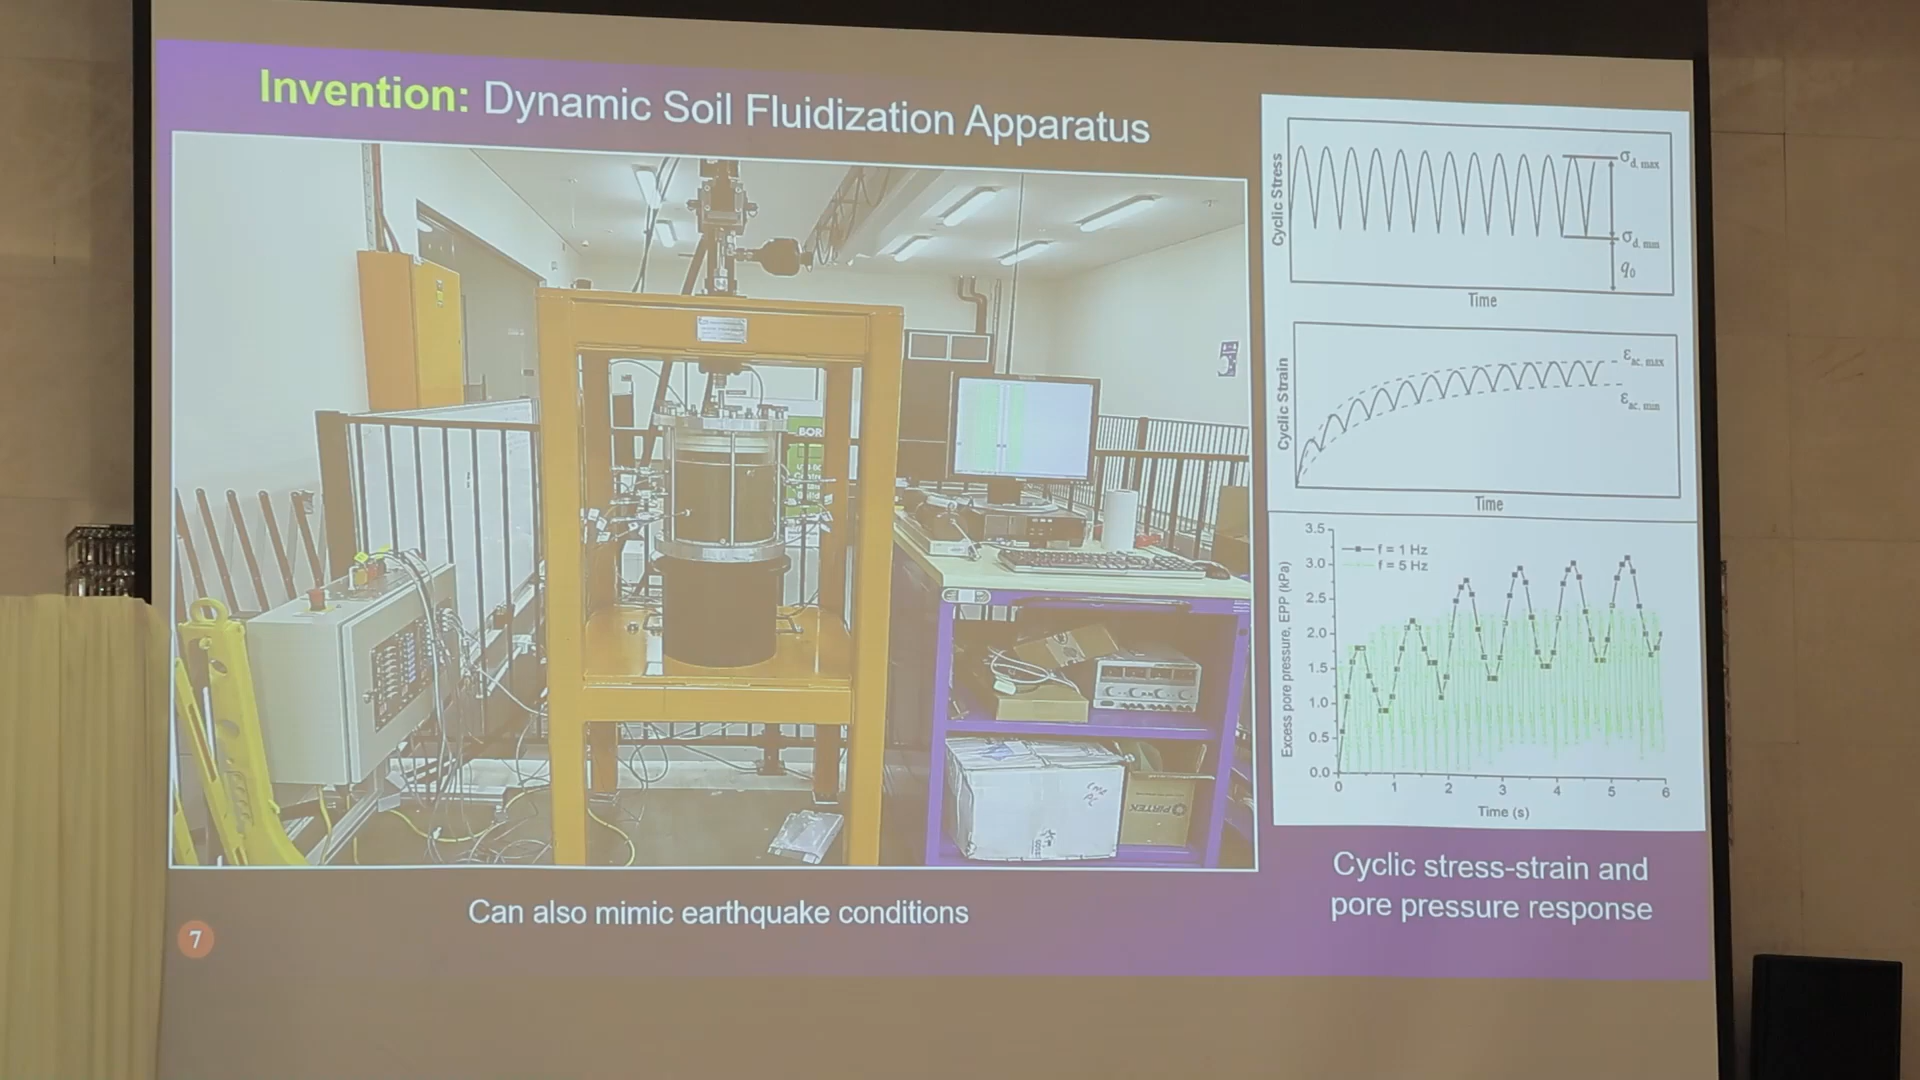 Invention: Dynamic Soil Fluidization Apparatus
BOR
Can also mimic earthquake conditions
7
Cyclic Stress
σd, max
σd, min
q0
Time
Cyclic Strain
εac, max
εac, min
Time
Excess pore pressure, EPP (kPa)
3.5
3.0
2.5
2.0
1.5
1.0
0.5
0.0
f = 1 Hz
f = 5 Hz
0 1 2 3 4 5 6
Time (s)
PIRTEK
Cyclic stress-strain and
pore pressure response